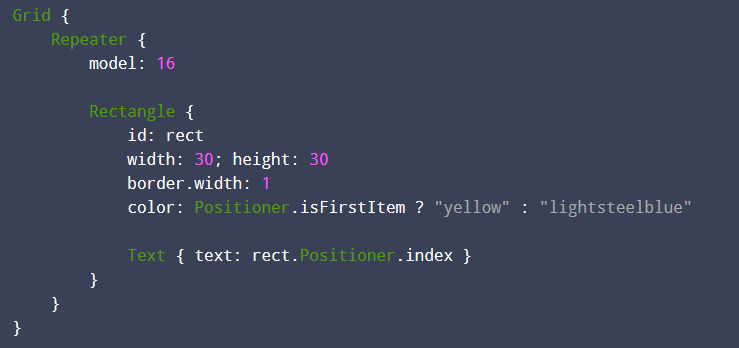 Grid {
    Repeater {
        model: 16

        Rectangle {
            id: rect
            width: 30; height: 30
            border.width: 1
            color: Positioner.isFirstItem ? "yellow" : "lightsteelblue"

            Text { text: rect.Positioner.index }
        }
    }
}